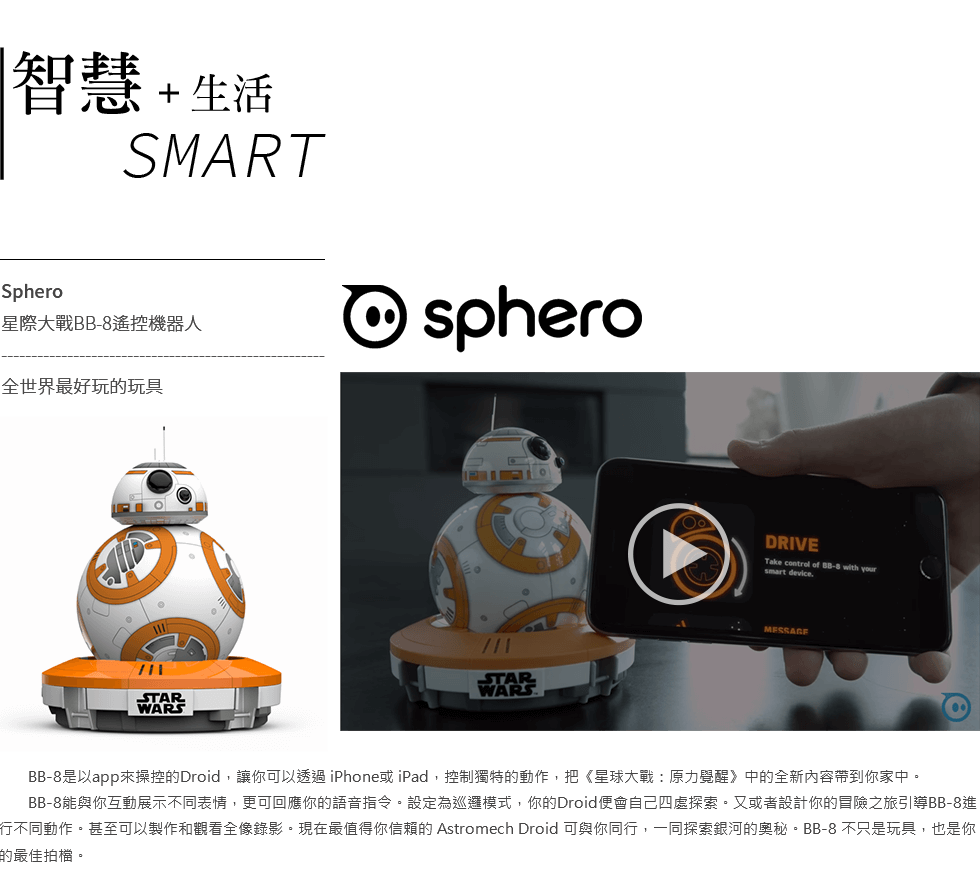 智慧 + 生活
SMART
Sphero
星際大戰BB-8遙控機器人
全世界最好玩的玩具
sphero
DRIVE
Take control of BB-8 with your
smart device.
MESSAGE
STAR
WARS
STAR
WARS
BB-8是以app來操控的Droid，讓你可以透過 iPhone或 iPad，控制獨特的動作，把《星球大戰：原力覺醒》中的全新內容帶到你家中。
BB-8能與你互動展示不同表情，更可回應你的語音指令。設定為巡邏模式，你的Droid便會自己四處探索。又或者設計你的冒險之旅引導BB-8進
行不同動作。甚至可以製作和觀看全像錄影。現在最值得你信賴的 Astromech Droid 可與你同行，一同探索銀河的奧秘。BB-8 不只是玩具，也是你
的最佳拍檔。